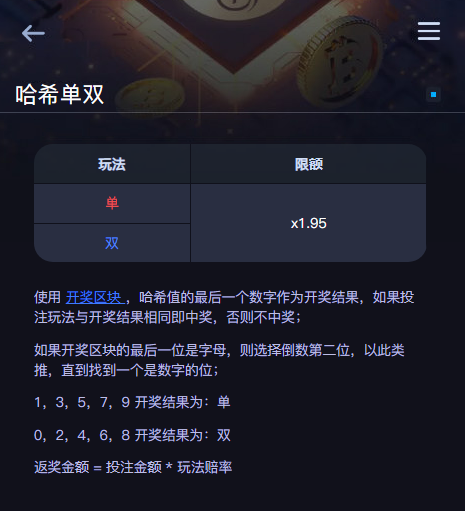 哈希单双
玩法 限额
单
x1.95
双
使用 开奖区块 ，哈希值的最后一个数字作为开奖结果，如果投
注玩法与开奖结果相同即中奖，否则不中奖；
如果开奖区块的最后一位是字母，则选择倒数第二位，以此类
推，直到找到一个是数字的位；
1，3，5，7，9 开奖结果为：单
0，2，4，6，8 开奖结果为：双
返奖金额 = 投注金额 * 玩法赔率